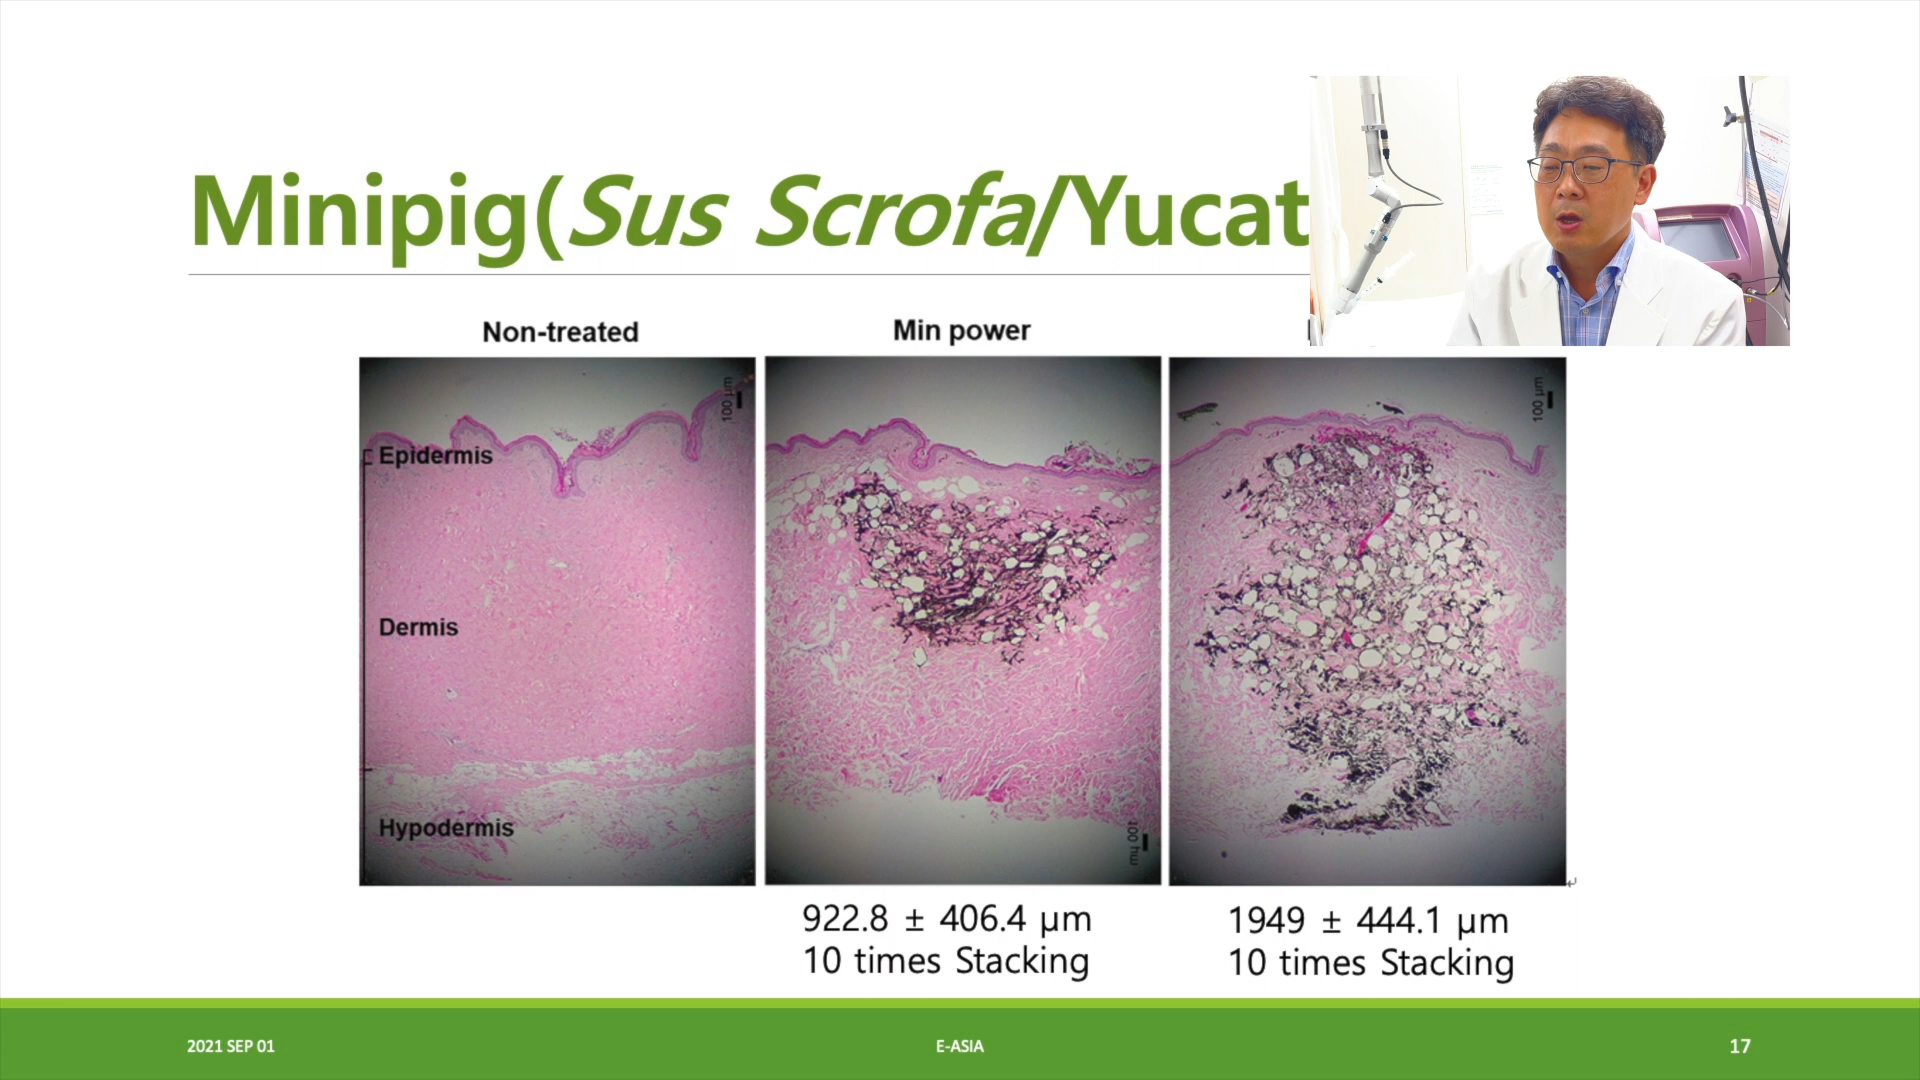 Minipig(Sus Scrofa/Yucat
Non-treated
Min power
100 µm
100 µm
Epidermis
Dermis
Hypodermis
100 µm
922.8 ± 406.4 µm
10 times Stacking
1949 ± 444.1 µm
10 times Stacking
2021 SEP 01
E-ASIA
17